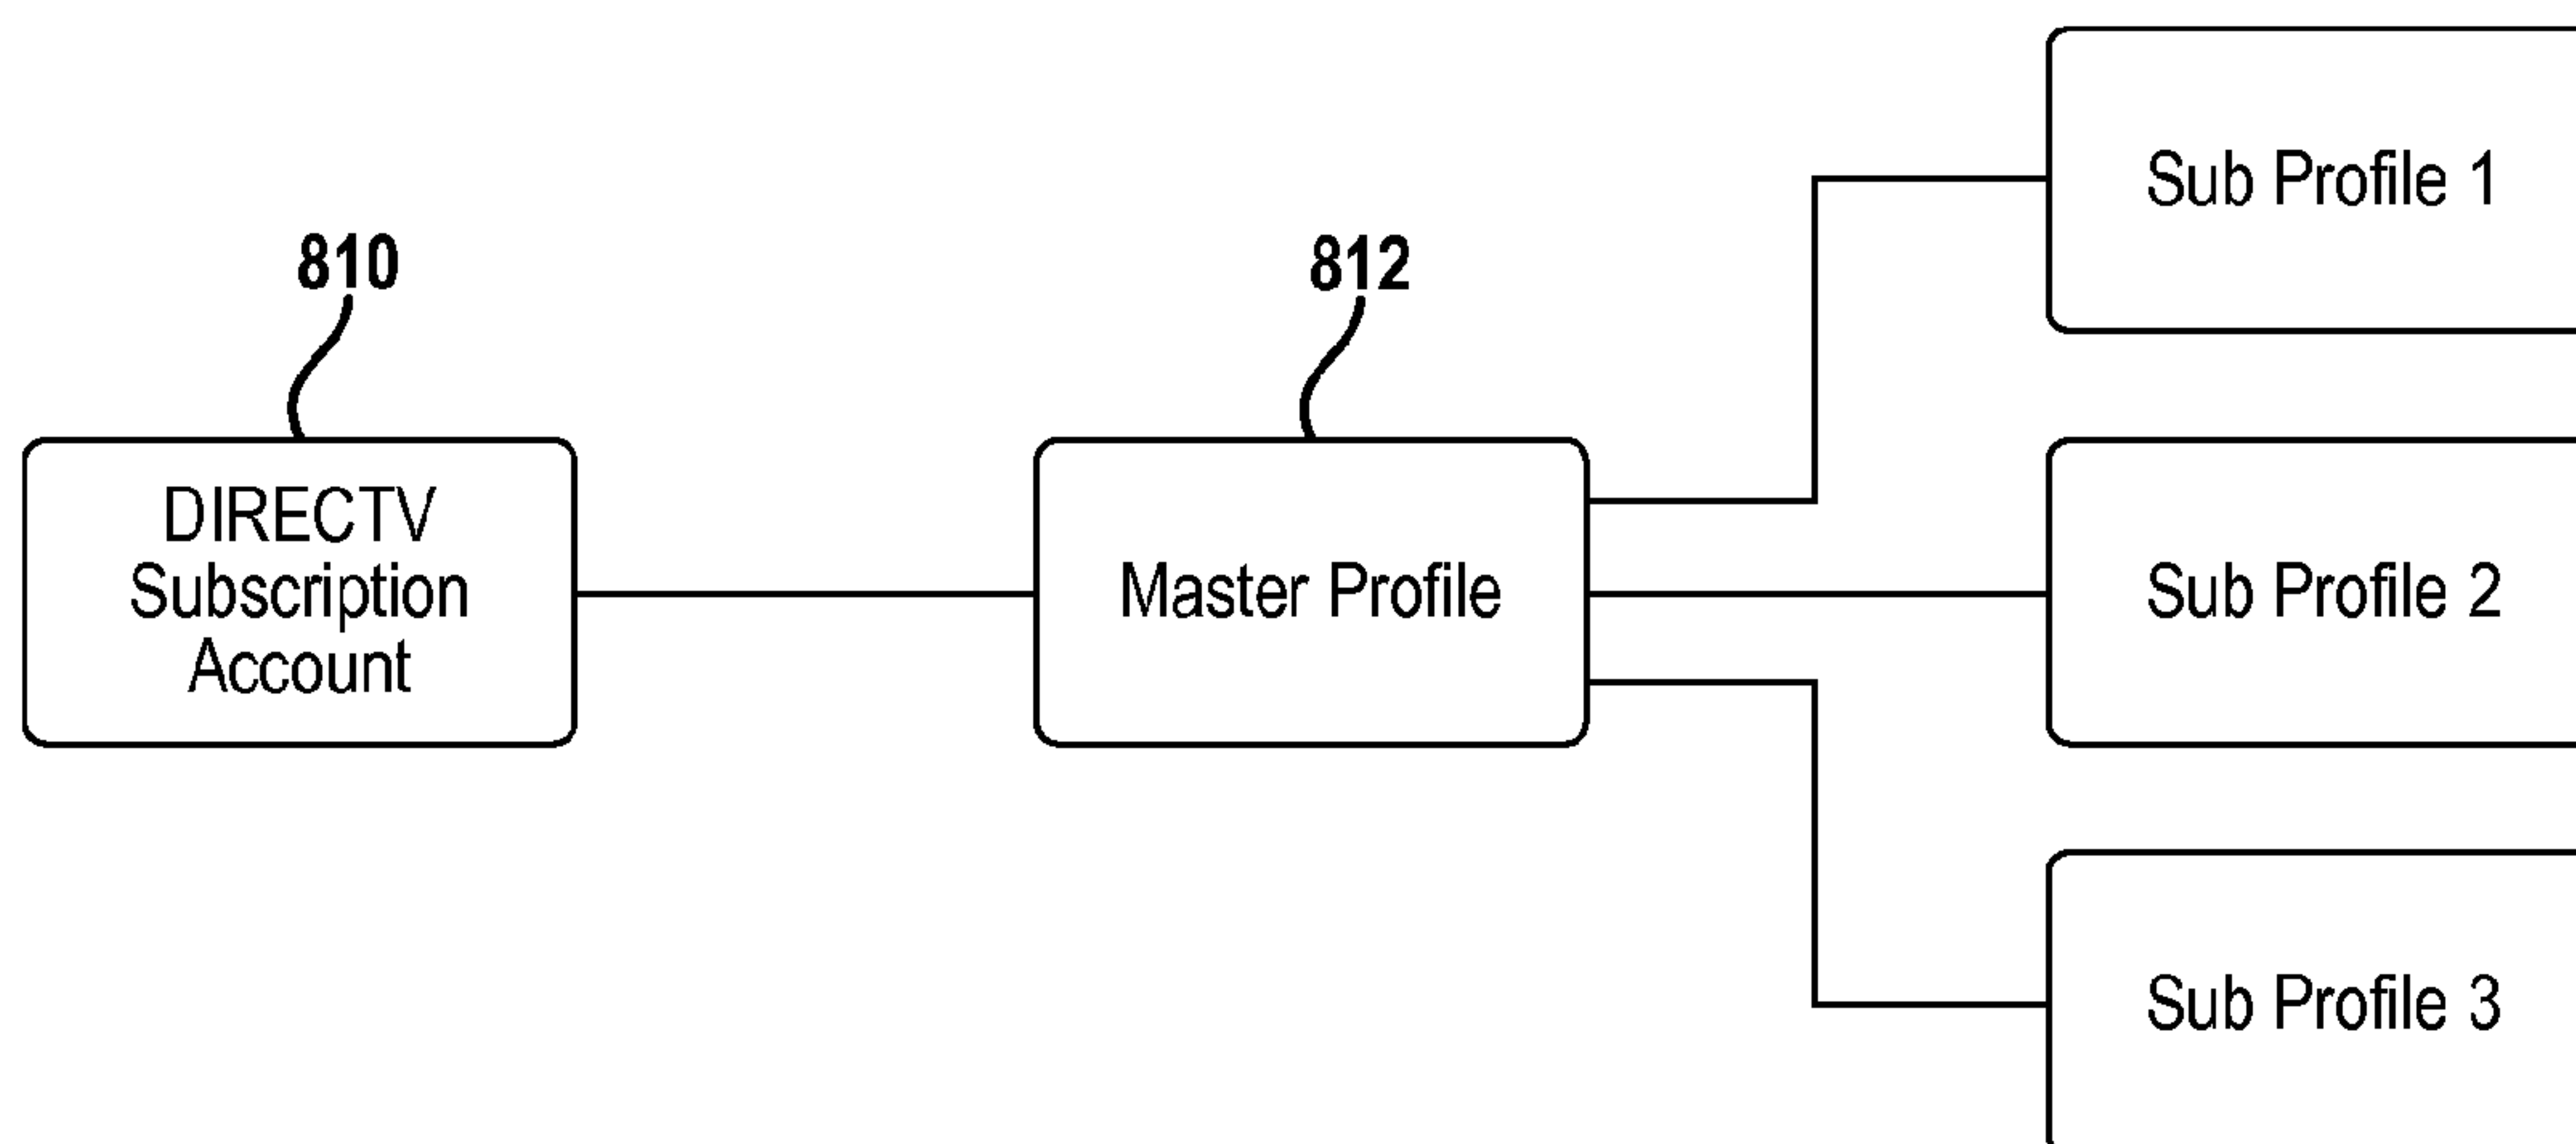 810
DIRECTV
Subscription
Account
812
Master Profile
Sub Profile 1
Sub Profile 2
Sub Profile 3